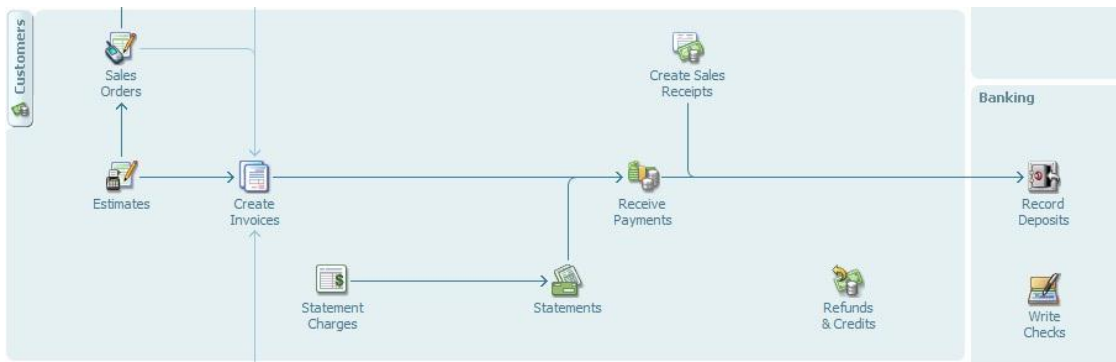 Customers
Sales
Orders
Create Sales
Receipts
Banking
Estimates
Create
Invoices
Receive
Payments
Record
Deposits
Statement
Charges
Statements
Refunds
& Credits
Write
Checks